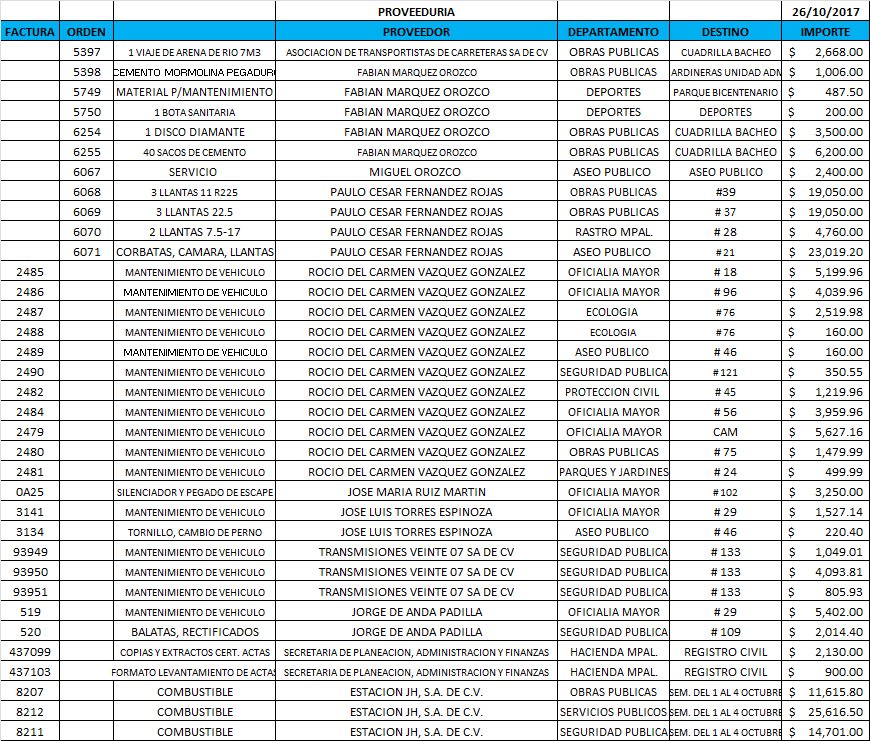 PROVEEDURIA 26/10/2017
FACTURA ORDEN PROVEEDOR DEPARTAMENTO DESTINO IMPORTE
5397 1 VIAJE DE ARENA DE RIO 7M3 ASOCIACION DE TRANSPORTISTAS DE CARRETERAS SA DE CV OBRAS PUBLICAS CUADRILLA BACHEO $ 2,668.00
5398 CEMENTO MORMOLINA PEGADUR FABIAN MARQUEZ OROZCO OBRAS PUBLICAS ARDINERAS UNIDAD ADM $ 1,006.00
5749 MATERIAL P/MANTENIMIENTO FABIAN MARQUEZ OROZCO DEPORTES PARQUE BICENTENARIO $ 487.50
5750 1 BOTA SANITARIA FABIAN MARQUEZ OROZCO DEPORTES DEPORTES $ 200.00
6254 1 DISCO DIAMANTE FABIAN MARQUEZ OROZCO OBRAS PUBLICAS CUADRILLA BACHEO $ 3,500.00
6255 40 SACOS DE CEMENTO FABIAN MARQUEZ OROZCO OBRAS PUBLICAS CUADRILLA BACHEO $ 6,200.00
6067 SERVICIO MIGUEL OROZCO ASEO PUBLICO ASEO PUBLICO $ 2,400.00
6068 3 LLANTAS 11 R225 PAULO CESAR FERNANDEZ ROJAS OBRAS PUBLICAS #39 $ 19,050.00
6069 3 LLANTAS 22.5 PAULO CESAR FERNANDEZ ROJAS OBRAS PUBLICAS # 37 $ 19,050.00
6070 2 LLANTAS 7.5-17 PAULO CESAR FERNANDEZ ROJAS RASTRO MPAL. # 28 $ 4,760.00
6071 CORBATAS, CAMARA, LLANTAS PAULO CESAR FERNANDEZ ROJAS ASEO PUBLICO #21 $ 23,019.20
2485 MANTENIMIENTO DE VEHICULO ROCIO DEL CARMEN VAZQUEZ GONZALEZ OFICIALIA MAYOR # 18 $ 5,199.96
2486 MANTENIMIENTO DE VEHICULO ROCIO DEL CARMEN VAZQUEZ GONZALEZ OFICIALIA MAYOR # 96 $ 4,039.96
2487 MANTENIMIENTO DE VEHICULO ROCIO DEL CARMEN VAZQUEZ GONZALEZ ECOLOGIA #76 $ 2,519.98
2488 MANTENIMIENTO DE VEHICULO ROCIO DEL CARMEN VAZQUEZ GONZALEZ ECOLOGIA #76 $ 160.00
2489 MANTENIMIENTO DE VEHICULO ROCIO DEL CARMEN VAZQUEZ GONZALEZ ASEO PUBLICO # 46 $ 160.00
2490 MANTENIMIENTO DE VEHICULO ROCIO DEL CARMEN VAZQUEZ GONZALEZ SEGURIDAD PUBLICA #121 $ 350.55
2482 MANTENIMIENTO DE VEHICULO ROCIO DEL CARMEN VAZQUEZ GONZALEZ PROTECCION CIVIL # 45 $ 1,219.96
2484 MANTENIMIENTO DE VEHICULO ROCIO DEL CARMEN VAZQUEZ GONZALEZ OFICIALIA MAYOR # 56 $ 3,959.96
2479 MANTENIMIENTO DE VEHICULO ROCIO DEL CARMEN VAZQUEZ GONZALEZ OFICIALIA MAYOR CAM $ 5,627.16
2480 MANTENIMIENTO DE VEHICULO ROCIO DEL CARMEN VAZQUEZ GONZALEZ OBRAS PUBLICAS # 75 $ 1,479.99
2481 MANTENIMIENTO DE VEHICULO ROCIO DEL CARMEN VAZQUEZ GONZALEZ PARQUES Y JARDINES # 24 $ 499.99
0A25 SILENCIADOR Y PEGADO DE ESCAPE JOSE MARIA RUIZ MARTIN OFICIALIA MAYOR #102 $ 3,250.00
3141 MANTENIMIENTO DE VEHICULO JOSE LUIS TORRES ESPINOZA OFICIALIA MAYOR # 29 $ 1,527.14
3134 TORNILLO, CAMBIO DE PERNO JOSE LUIS TORRES ESPINOZA ASEO PUBLICO # 46 $ 220.40
93949 MANTENIMIENTO DE VEHICULO TRANSMISIONES VEINTE 07 SA DE CV SEGURIDAD PUBLICA # 133 $ 1,049.01
93950 MANTENIMIENTO DE VEHICULO TRANSMISIONES VEINTE 07 SA DE CV SEGURIDAD PUBLICA # 133 $ 4,093.81
93951 MANTENIMIENTO DE VEHICULO TRANSMISIONES VEINTE 07 SA DE CV SEGURIDAD PUBLICA # 133 $ 805.93
519 MANTENIMIENTO DE VEHICULO JORGE DE ANDA PADILLA OFICIALIA MAYOR # 29 $ 5,402.00
520 BALATAS, RECTIFICADOS JORGE DE ANDA PADILLA SEGURIDAD PUBLICA # 109 $ 2,014.40
437099 COPIAS Y EXTRACTOS CERT. ACTAS SECRETARIA DE PLANEACION, ADMINISTRACION Y FINANZAS HACIENDA MPAL. REGISTRO CIVIL $ 2,130.00
437103 FORMATO LEVANTAMIENTO DE ACTAS SECRETARIA DE PLANEACION, ADMINISTRACION Y FINANZAS HACIENDA MPAL. REGISTRO CIVIL $ 900.00
8207 COMBUSTIBLE ESTACION JH, S.A. DE C.V. OBRAS PUBLICAS SEM. DEL 1 AL 4 OCTUBRE $ 11,615.80
8212 COMBUSTIBLE ESTACION JH, S.A. DE C.V. SERVICIOS PUBLICOS SEM. DEL 1 AL 4 OCTUBRE $ 25,616.50
8211 COMBUSTIBLE ESTACION JH, S.A. DE C.V. SEGURIDAD PUBLICA SEM. DEL 1 AL 4 OCTUBRE $ 14,701.00